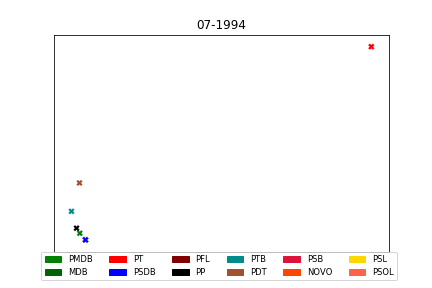 07-1994
PMDB PT PFL PTB PSB PSL
MDB PSDB PP PDT NOVO PSOL